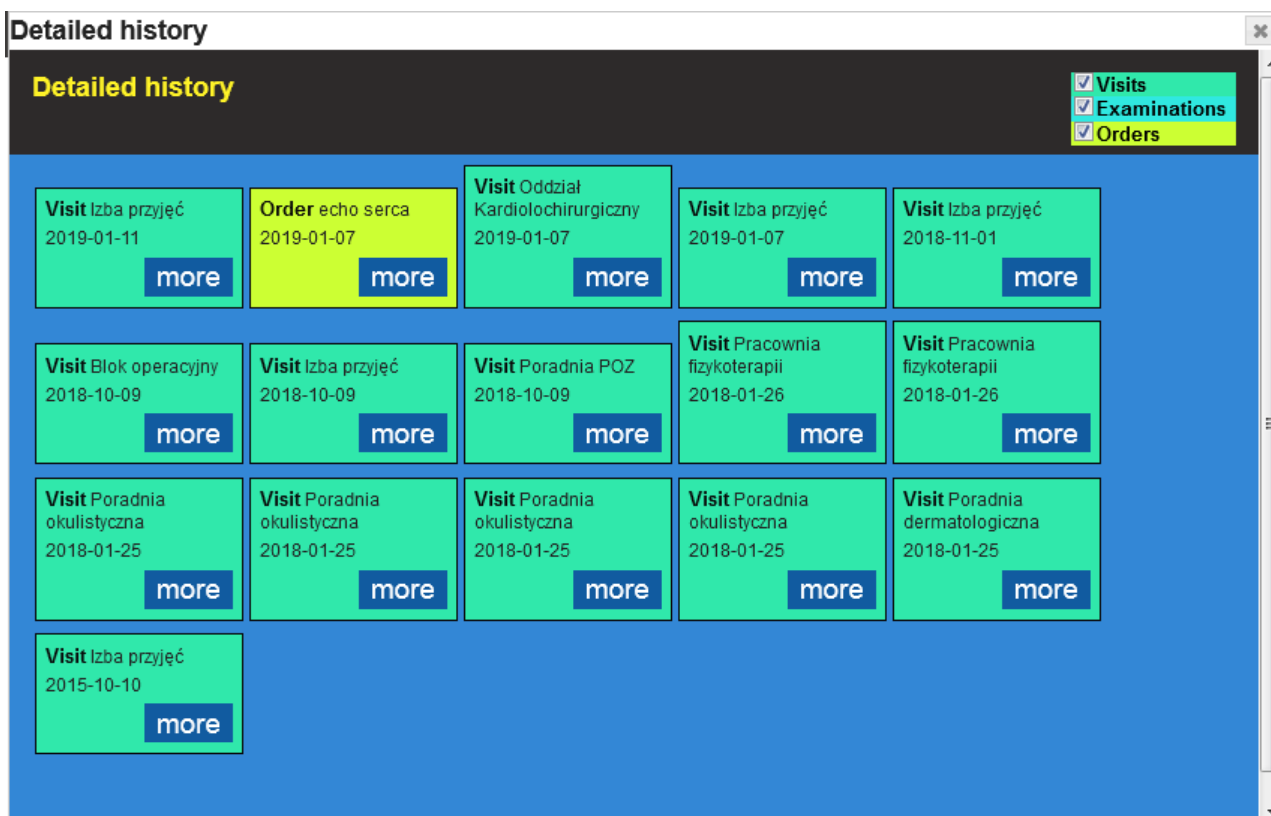 Detailed history
Detailed history
Visits
Examinations
Orders
Visit Izba przyjęć
2019-01-11
more
Order echo serca
2019-01-07
more
Visit Oddział
Kardiolochirurgiczny
2019-01-07
more
Visit Izba przyjęć
2019-01-07
more
Visit Izba przyjęć
2018-11-01
more
Visit Blok operacyjny
2018-10-09
more
Visit Izba przyjęć
2018-10-09
more
Visit Poradnia POZ
2018-10-09
more
Visit Pracownia
fizykoterapii
2018-01-26
more
Visit Pracownia
fizykoterapii
2018-01-26
more
Visit Poradnia
okulistyczna
2018-01-25
more
Visit Poradnia
okulistyczna
2018-01-25
more
Visit Poradnia
okulistyczna
2018-01-25
more
Visit Poradnia
okulistyczna
2018-01-25
more
Visit Poradnia
dermatologiczna
2018-01-25
more
Visit Izba przyjęć
2015-10-10
more